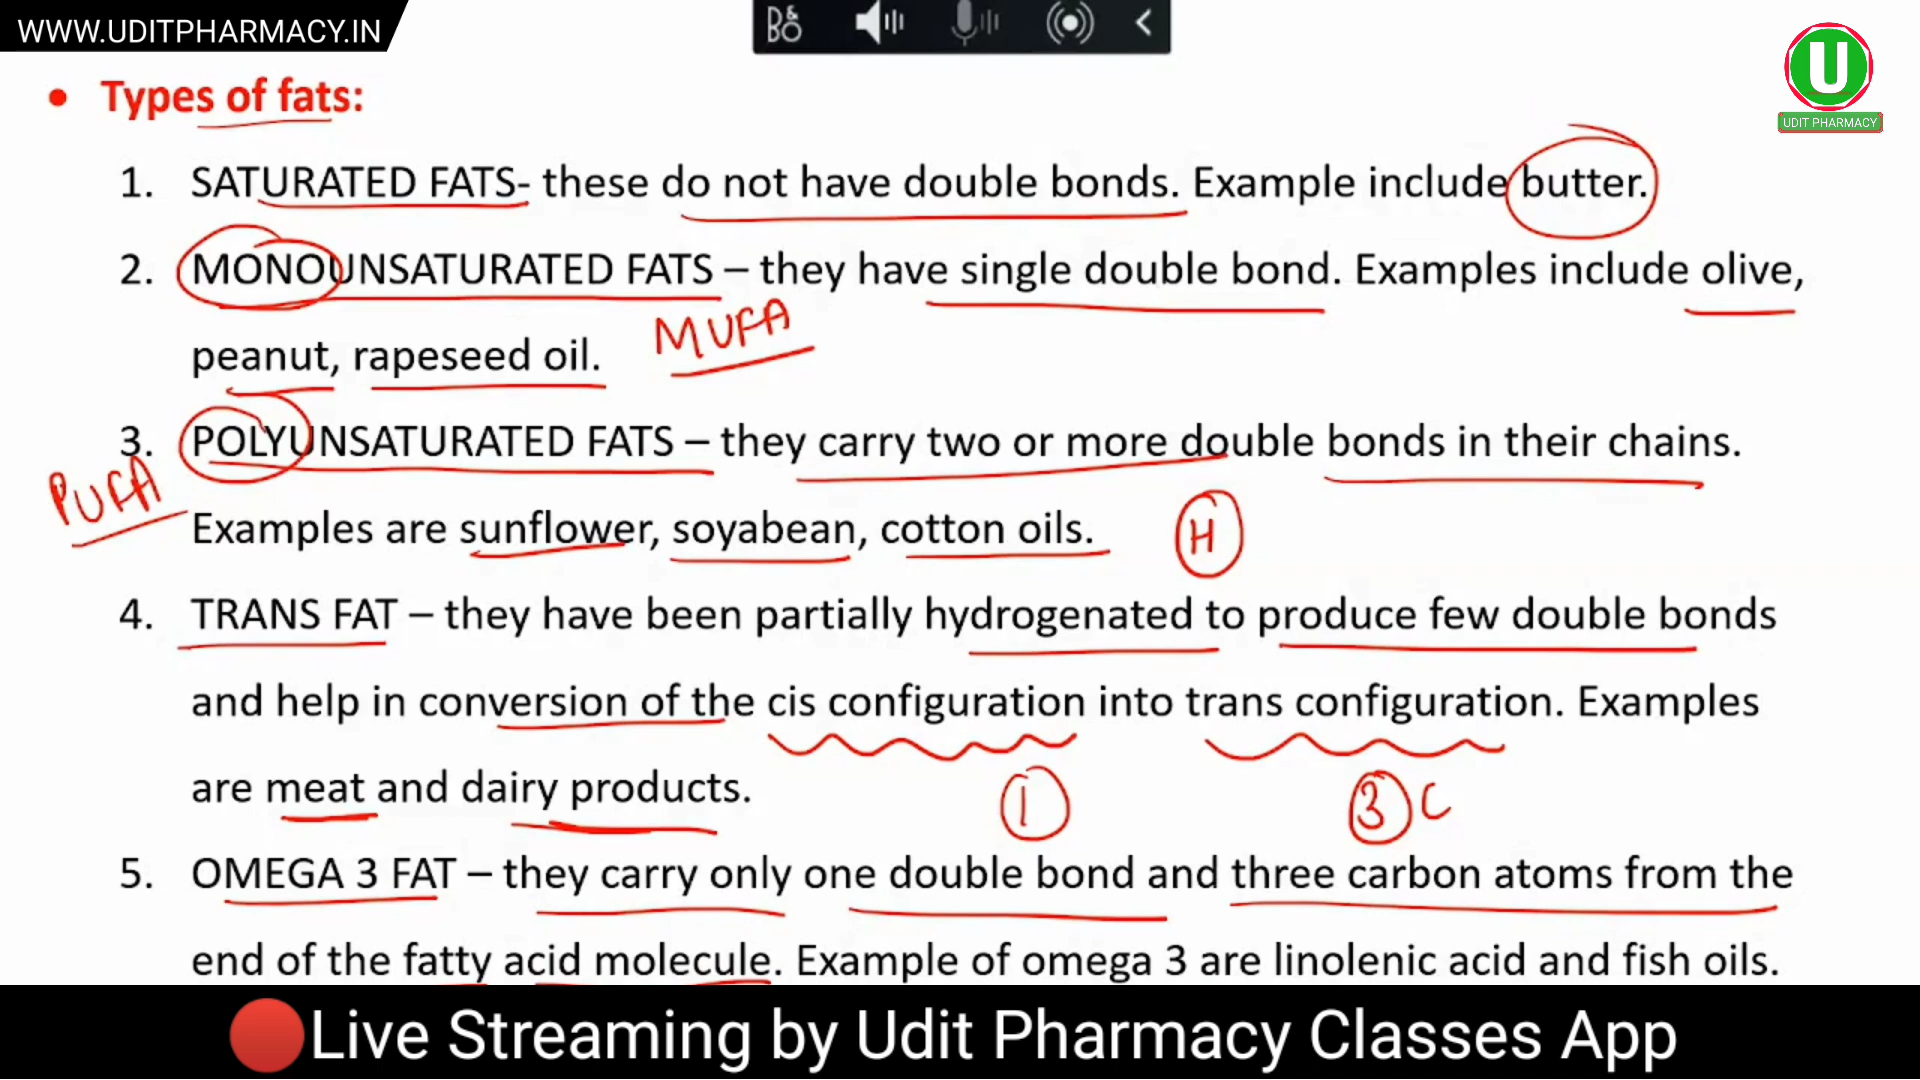 WWW.UDITPHARMACY.IN
B&O
U
UDIT PHARMACY
• Types of fats:
1. SATURATED FATS- these do not have double bonds. Example include butter.
2. MONOUNSATURATED FATS – they have single double bond. Examples include olive,
peanut, rapeseed oil.
MUFA
3. POLYUNSATURATED FATS – they carry two or more double bonds in their chains.
PUFA
Examples are sunflower, soyabean, cotton oils.
H
4. TRANS FAT – they have been partially hydrogenated to produce few double bonds
and help in conversion of the cis configuration into trans configuration. Examples
are meat and dairy products.
1
3 C
5. OMEGA 3 FAT – they carry only one double bond and three carbon atoms from the
end of the fatty acid molecule. Example of omega 3 are linolenic acid and fish oils.
Live Streaming by Udit Pharmacy Classes App